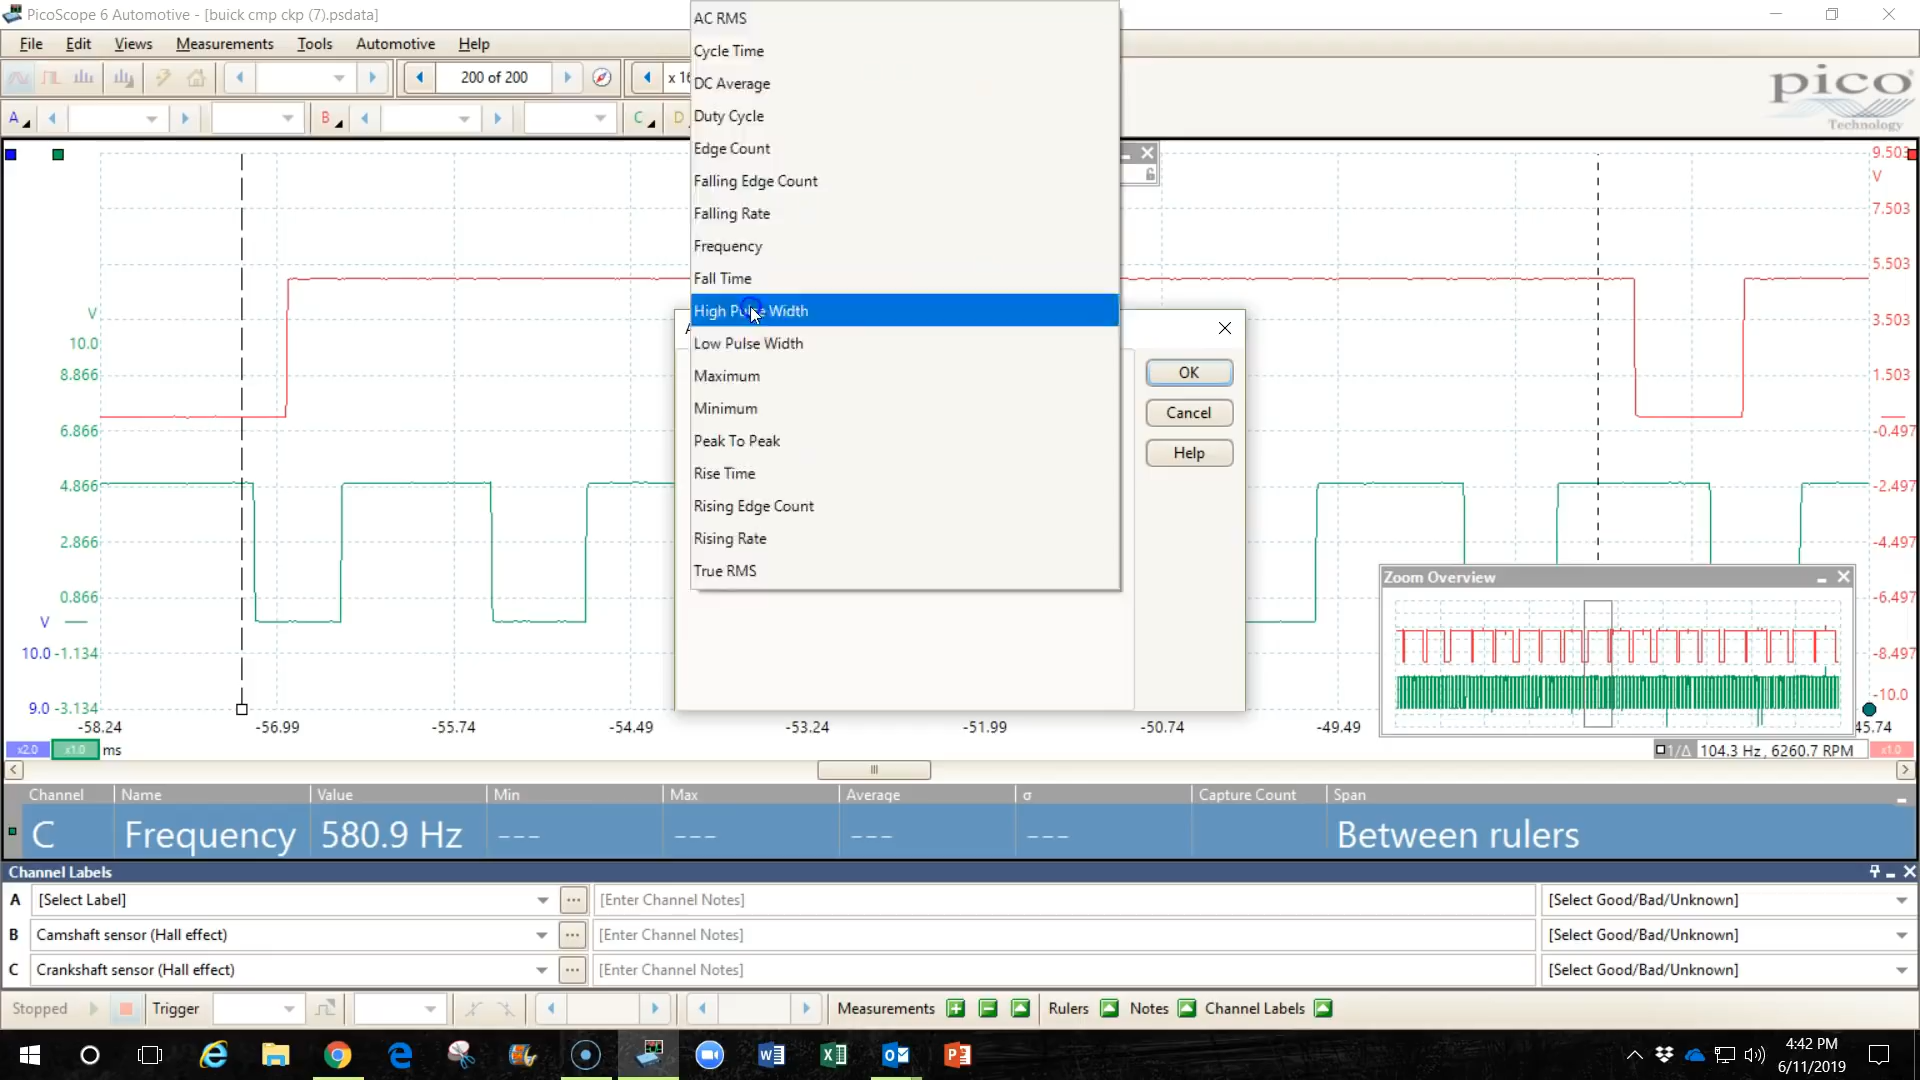 PicoScope 6 Automotive - [buick cmp ckp (7).psdata]
File Edit Views Measurements Tools Automotive Help
200 of 200
pico
Technology
A B C D
AC RMS
Cycle Time
DC Average
Duty Cycle
Edge Count
Falling Edge Count
Falling Rate
Frequency
Fall Time
High Pulse Width
Low Pulse Width
Maximum
Minimum
Peak To Peak
Rise Time
Rising Edge Count
Rising Rate
True RMS
OK
Cancel
Help
V
10.0
8.866
6.866
4.866
2.866
0.866
V
10.0 -1.134
9.0 -3.134
9.503
V
7.503
5.503
3.503
1.503
-0.497
-2.497
-4.497
-6.497
-8.497
-10.0
Zoom Overview
-58.24 -56.99 -55.74 -54.49 -53.24 -51.99 -50.74 -49.49 45.74
x2.0 x1.0 ms
1/Δ 104.3 Hz, 6260.7 RPM x1.0
Channel Name Value Min Max Average σ Capture Count Span
C Frequency 580.9 Hz --- --- --- --- Between rulers
Channel Labels
A [Select Label] ... [Enter Channel Notes] [Select Good/Bad/Unknown]
B Camshaft sensor (Hall effect) ... [Enter Channel Notes] [Select Good/Bad/Unknown]
C Crankshaft sensor (Hall effect) ... [Enter Channel Notes] [Select Good/Bad/Unknown]
Stopped Trigger Measurements Rulers Notes Channel Labels
4:42 PM
6/11/2019